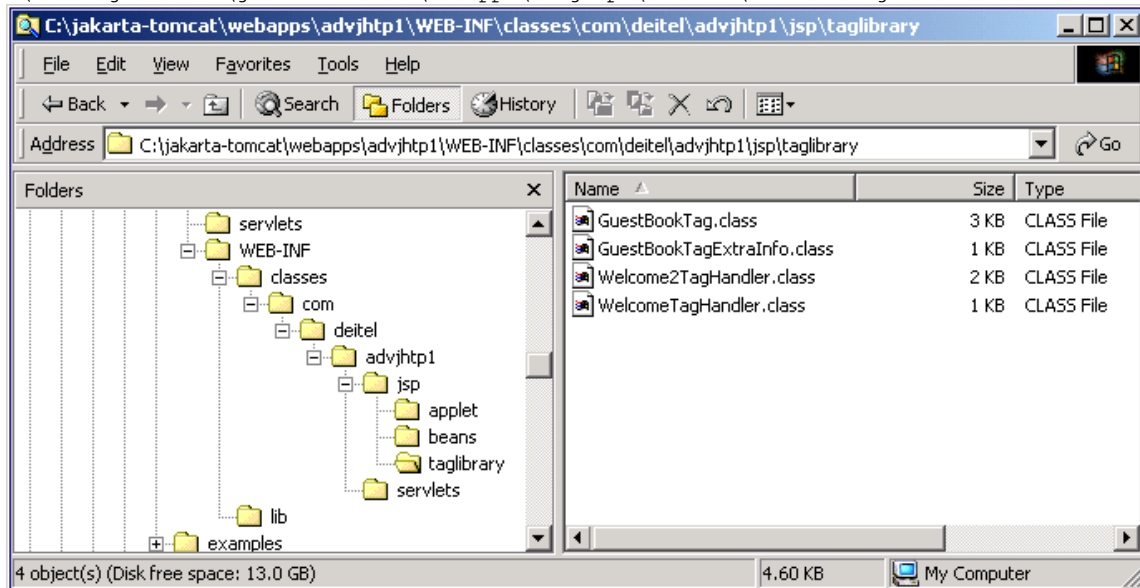 C:\jakarta-tomcat\webapps\advjhtp1\WEB-INF\classes\com\deitel\advjhtp1\jsp\taglibrary
File Edit View Favorites Tools Help
Back Search Folders History
Address C:\jakarta-tomcat\webapps\advjhtp1\WEB-INF\classes\com\deitel\advjhtp1\jsp\taglibrary Go
Folders
servlets
WEB-INF
classes
com
deitel
advjhtp1
jsp
applet
beans
taglibrary
servlets
lib
examples
Name Size Type
GuestBookTag.class 3 KB CLASS File
GuestBookTagExtraInfo.class 1 KB CLASS File
Welcome2TagHandler.class 2 KB CLASS File
WelcomeTagHandler.class 1 KB CLASS File
4 object(s) (Disk free space: 13.0 GB) 4.60 KB My Computer